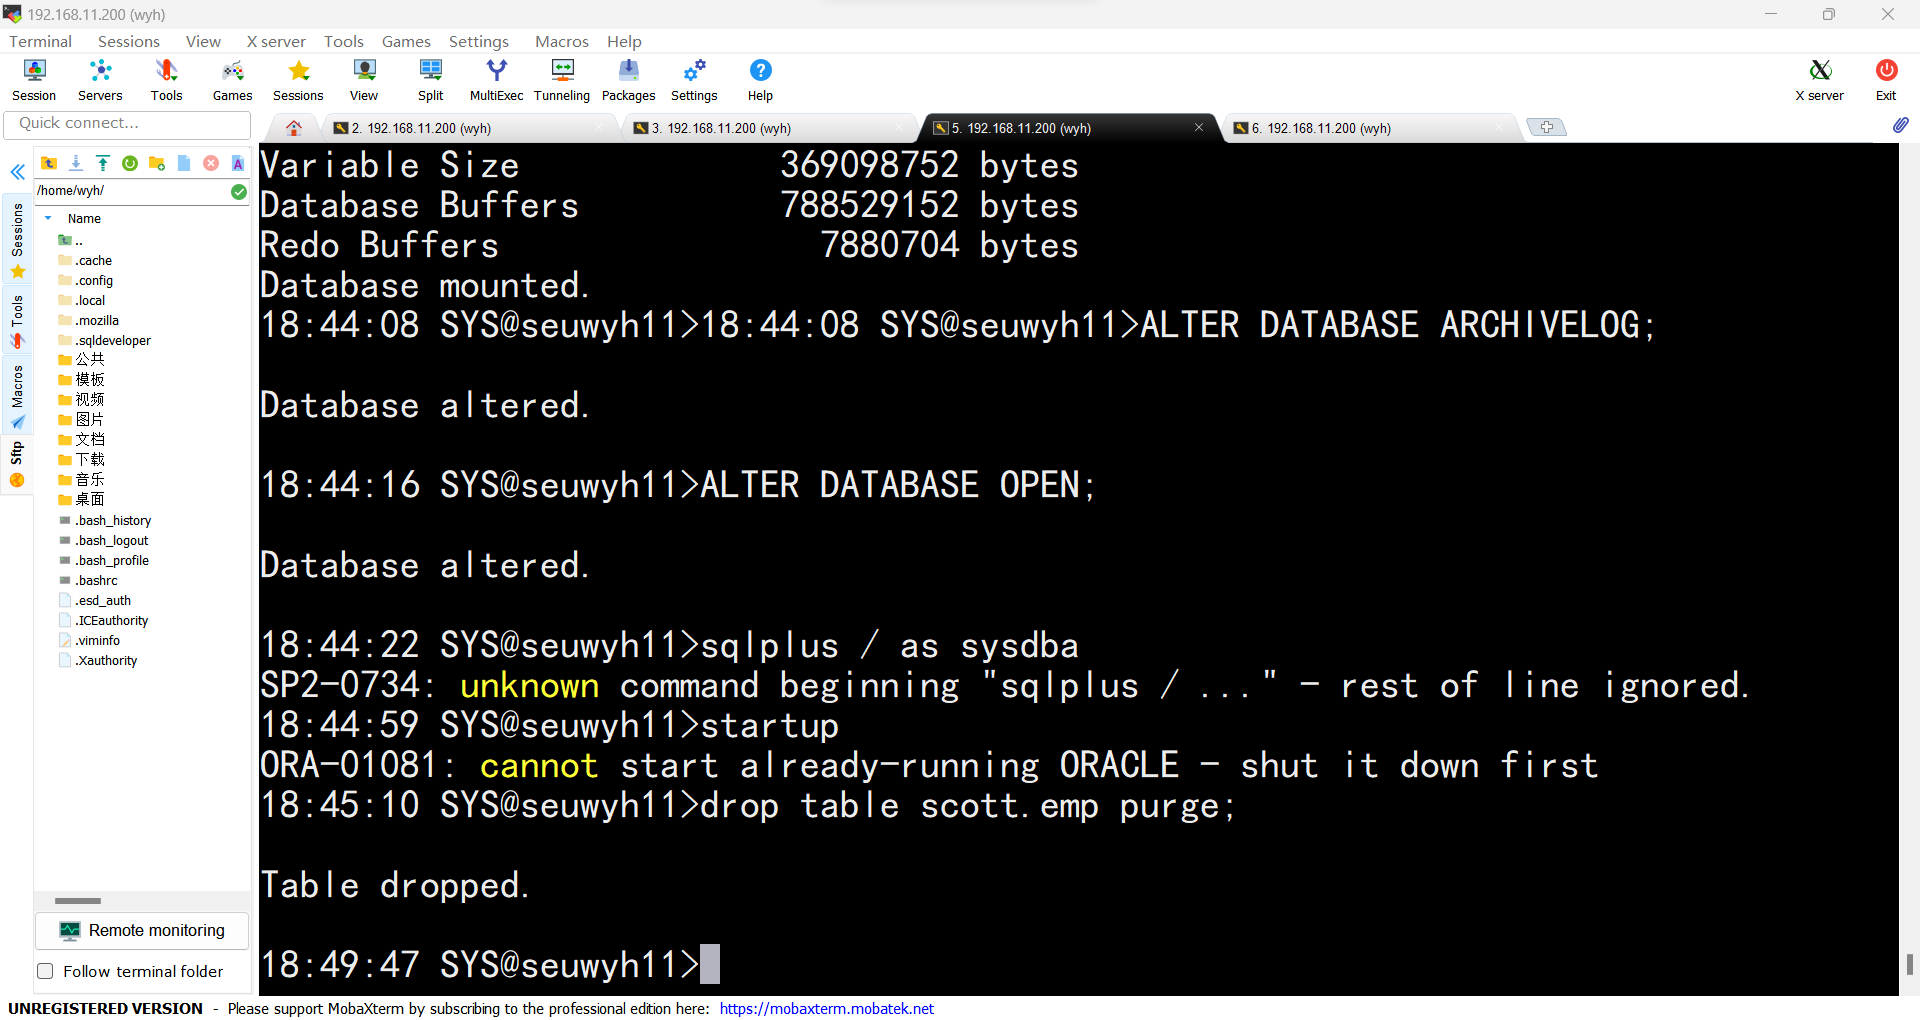 192.168.11.200 (wyh)
Terminal Sessions View X server Tools Games Settings Macros Help
Session Servers Tools Games Sessions View Split MultiExec Tunneling Packages Settings Help X server Exit
Quick connect...
2. 192.168.11.200 (wyh)
3. 192.168.11.200 (wyh)
5. 192.168.11.200 (wyh)
6. 192.168.11.200 (wyh)
Sessions
Tools
Macros
Sftp
/home/wyh/
Name
..
.cache
.config
.local
.mozilla
.sqldeveloper
公共
模板
视频
图片
文档
下载
音乐
桌面
.bash_history
.bash_logout
.bash_profile
.bashrc
.esd_auth
.ICEauthority
.viminfo
.Xauthority
Remote monitoring
Follow terminal folder
Variable Size 369098752 bytes
Database Buffers 788529152 bytes
Redo Buffers 7880704 bytes
Database mounted.
18:44:08 SYS@seuwyh11>18:44:08 SYS@seuwyh11>ALTER DATABASE ARCHIVELOG;
Database altered.
18:44:16 SYS@seuwyh11>ALTER DATABASE OPEN;
Database altered.
18:44:22 SYS@seuwyh11>sqlplus / as sysdba
SP2-0734: unknown command beginning "sqlplus / ..." - rest of line ignored.
18:44:59 SYS@seuwyh11>startup
ORA-01081: cannot start already-running ORACLE - shut it down first
18:45:10 SYS@seuwyh11>drop table scott.emp purge;
Table dropped.
18:49:47 SYS@seuwyh11>
UNREGISTERED VERSION - Please support MobaXterm by subscribing to the professional edition here: https://mobaxterm.mobatek.net